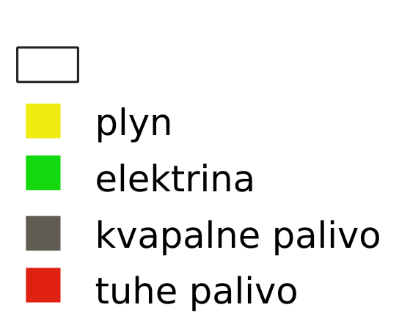 plyn
elektrina
kvapalne palivo
tuhe palivo